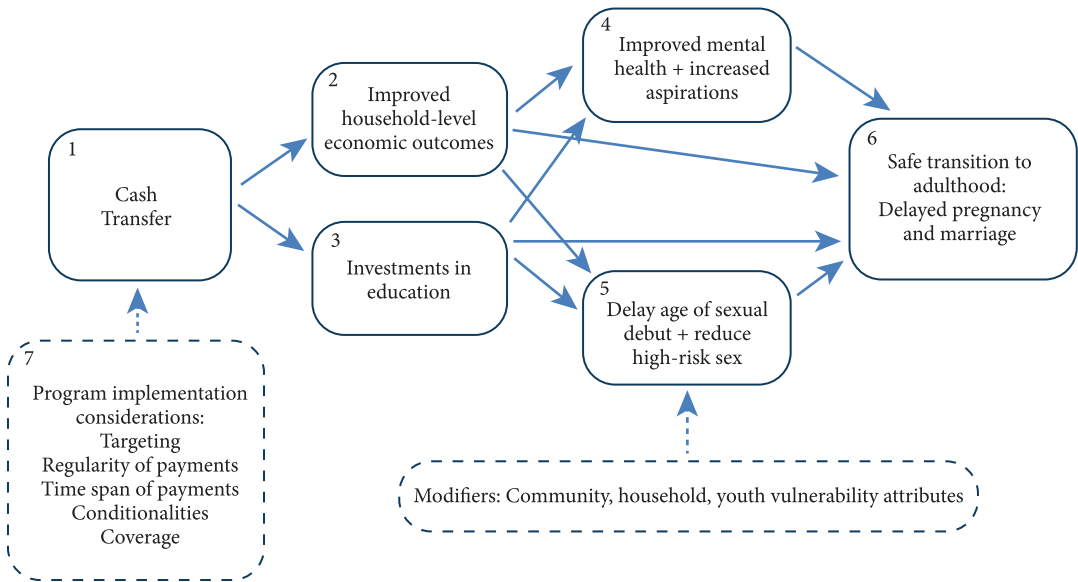 1
Cash
Transfer
2
Improved
household-level
economic outcomes
3
Investments in
education
4
Improved mental
health + increased
aspirations
5
Delay age of sexual
debut + reduce
high-risk sex
6
Safe transition to
adulthood:
Delayed pregnancy
and marriage
7
Program implementation
considerations:
Targeting
Regularity of payments
Time span of payments
Conditionalities
Coverage
Modifiers: Community, household, youth vulnerability attributes